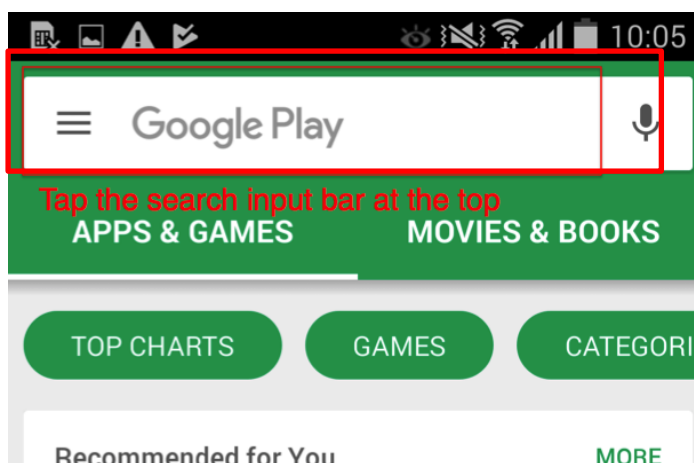 10:05
Google Play
Tap the search input bar at the top
APPS & GAMES MOVIES & BOOKS
TOP CHARTS GAMES CATEGORI
Recommended for You MORE